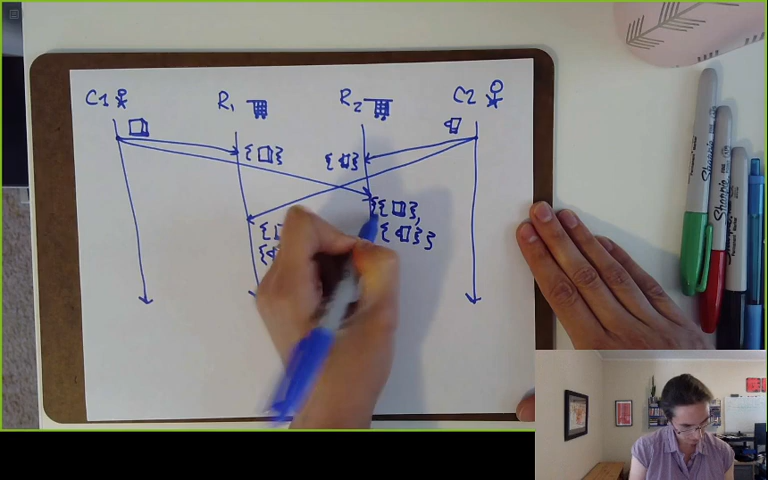 C1
R1
R2
C2
{ }
{ }
{{ },
{ }}
{
{
Sharpie
Sharpie